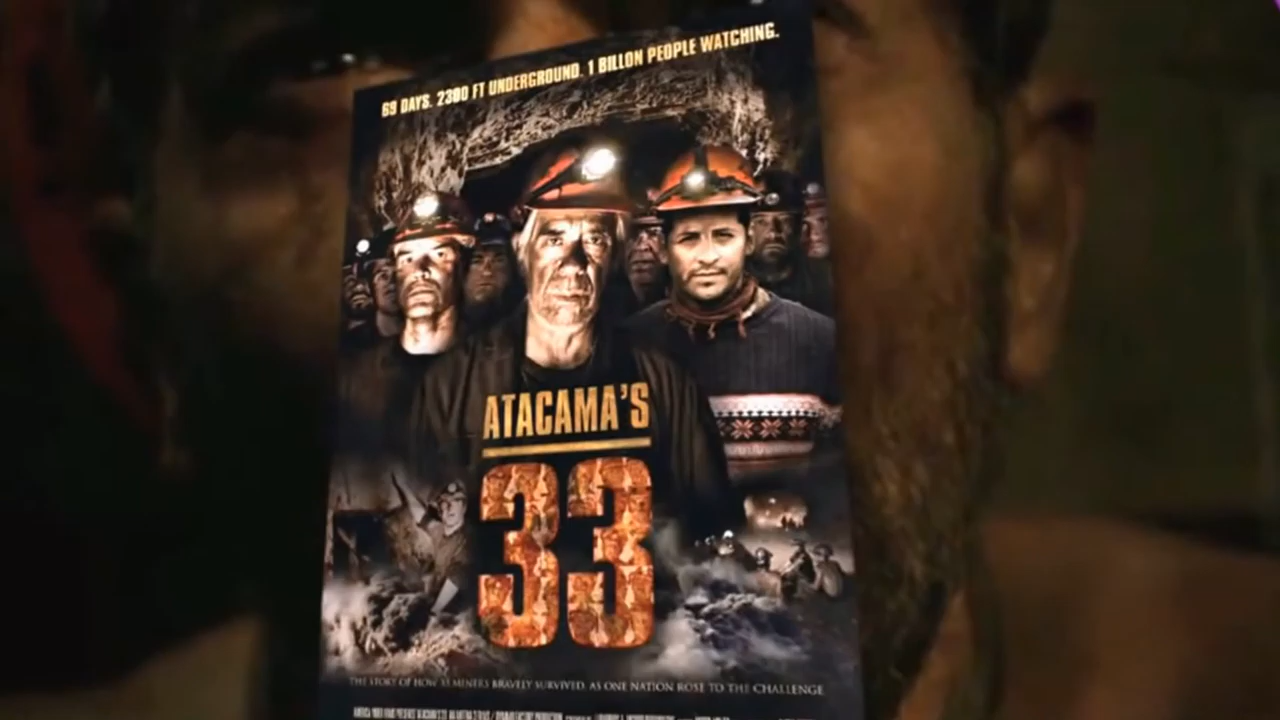 69 DAYS. 2300 FT UNDERGROUND. 1 BILLON PEOPLE WATCHING.
ATACAMA'S
33
THE STORY OF HOW 33 MINERS BRAVELY SURVIVED, AS ONE NATION ROSE TO THE CHALLENGE